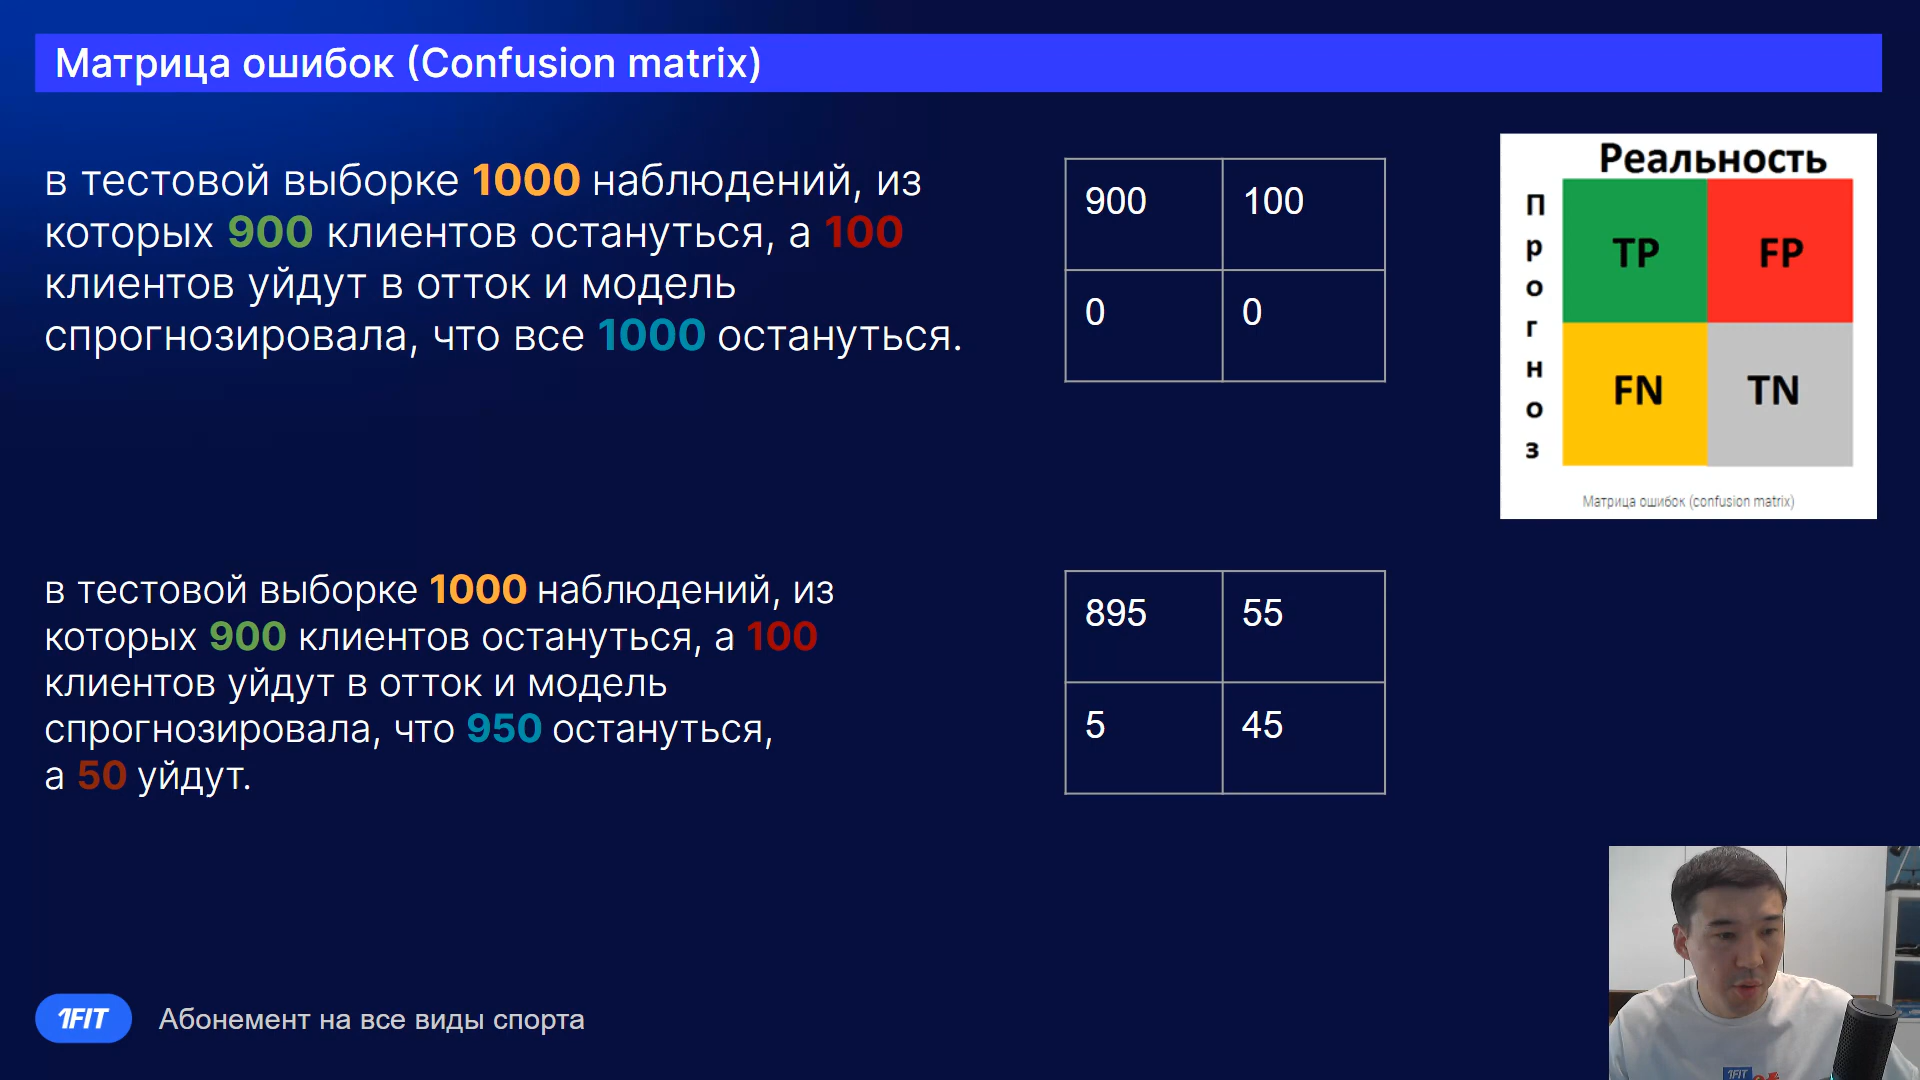 Матрица ошибок (Confusion matrix)
в тестовой выборке 1000 наблюдений, из
которых 900 клиентов остануться, а 100
клиентов уйдут в отток и модель
спрогнозировала, что все 1000 остануться.
900 100
0 0
Реальность
Прогноз
TP FP
FN TN
Матрица ошибок (confusion matrix)
в тестовой выборке 1000 наблюдений, из
которых 900 клиентов остануться, а 100
клиентов уйдут в отток и модель
спрогнозировала, что 950 остануться,
а 50 уйдут.
895 55
5 45
1FIT
Абонемент на все виды спорта
1FIT